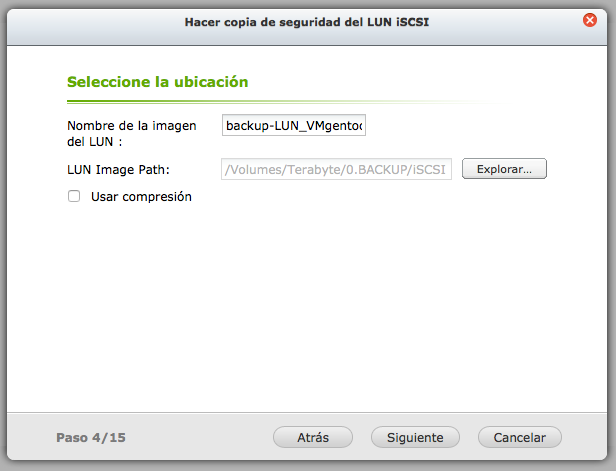 Hacer copia de seguridad del LUN iSCSI
Seleccione la ubicación
Nombre de la imagen
del LUN :
backup-LUN_VMgentoo
LUN Image Path:
/Volumes/Terabyte/0.BACKUP/iSCSI
Explorar...
Usar compresión
Paso 4/15
Atrás
Siguiente
Cancelar